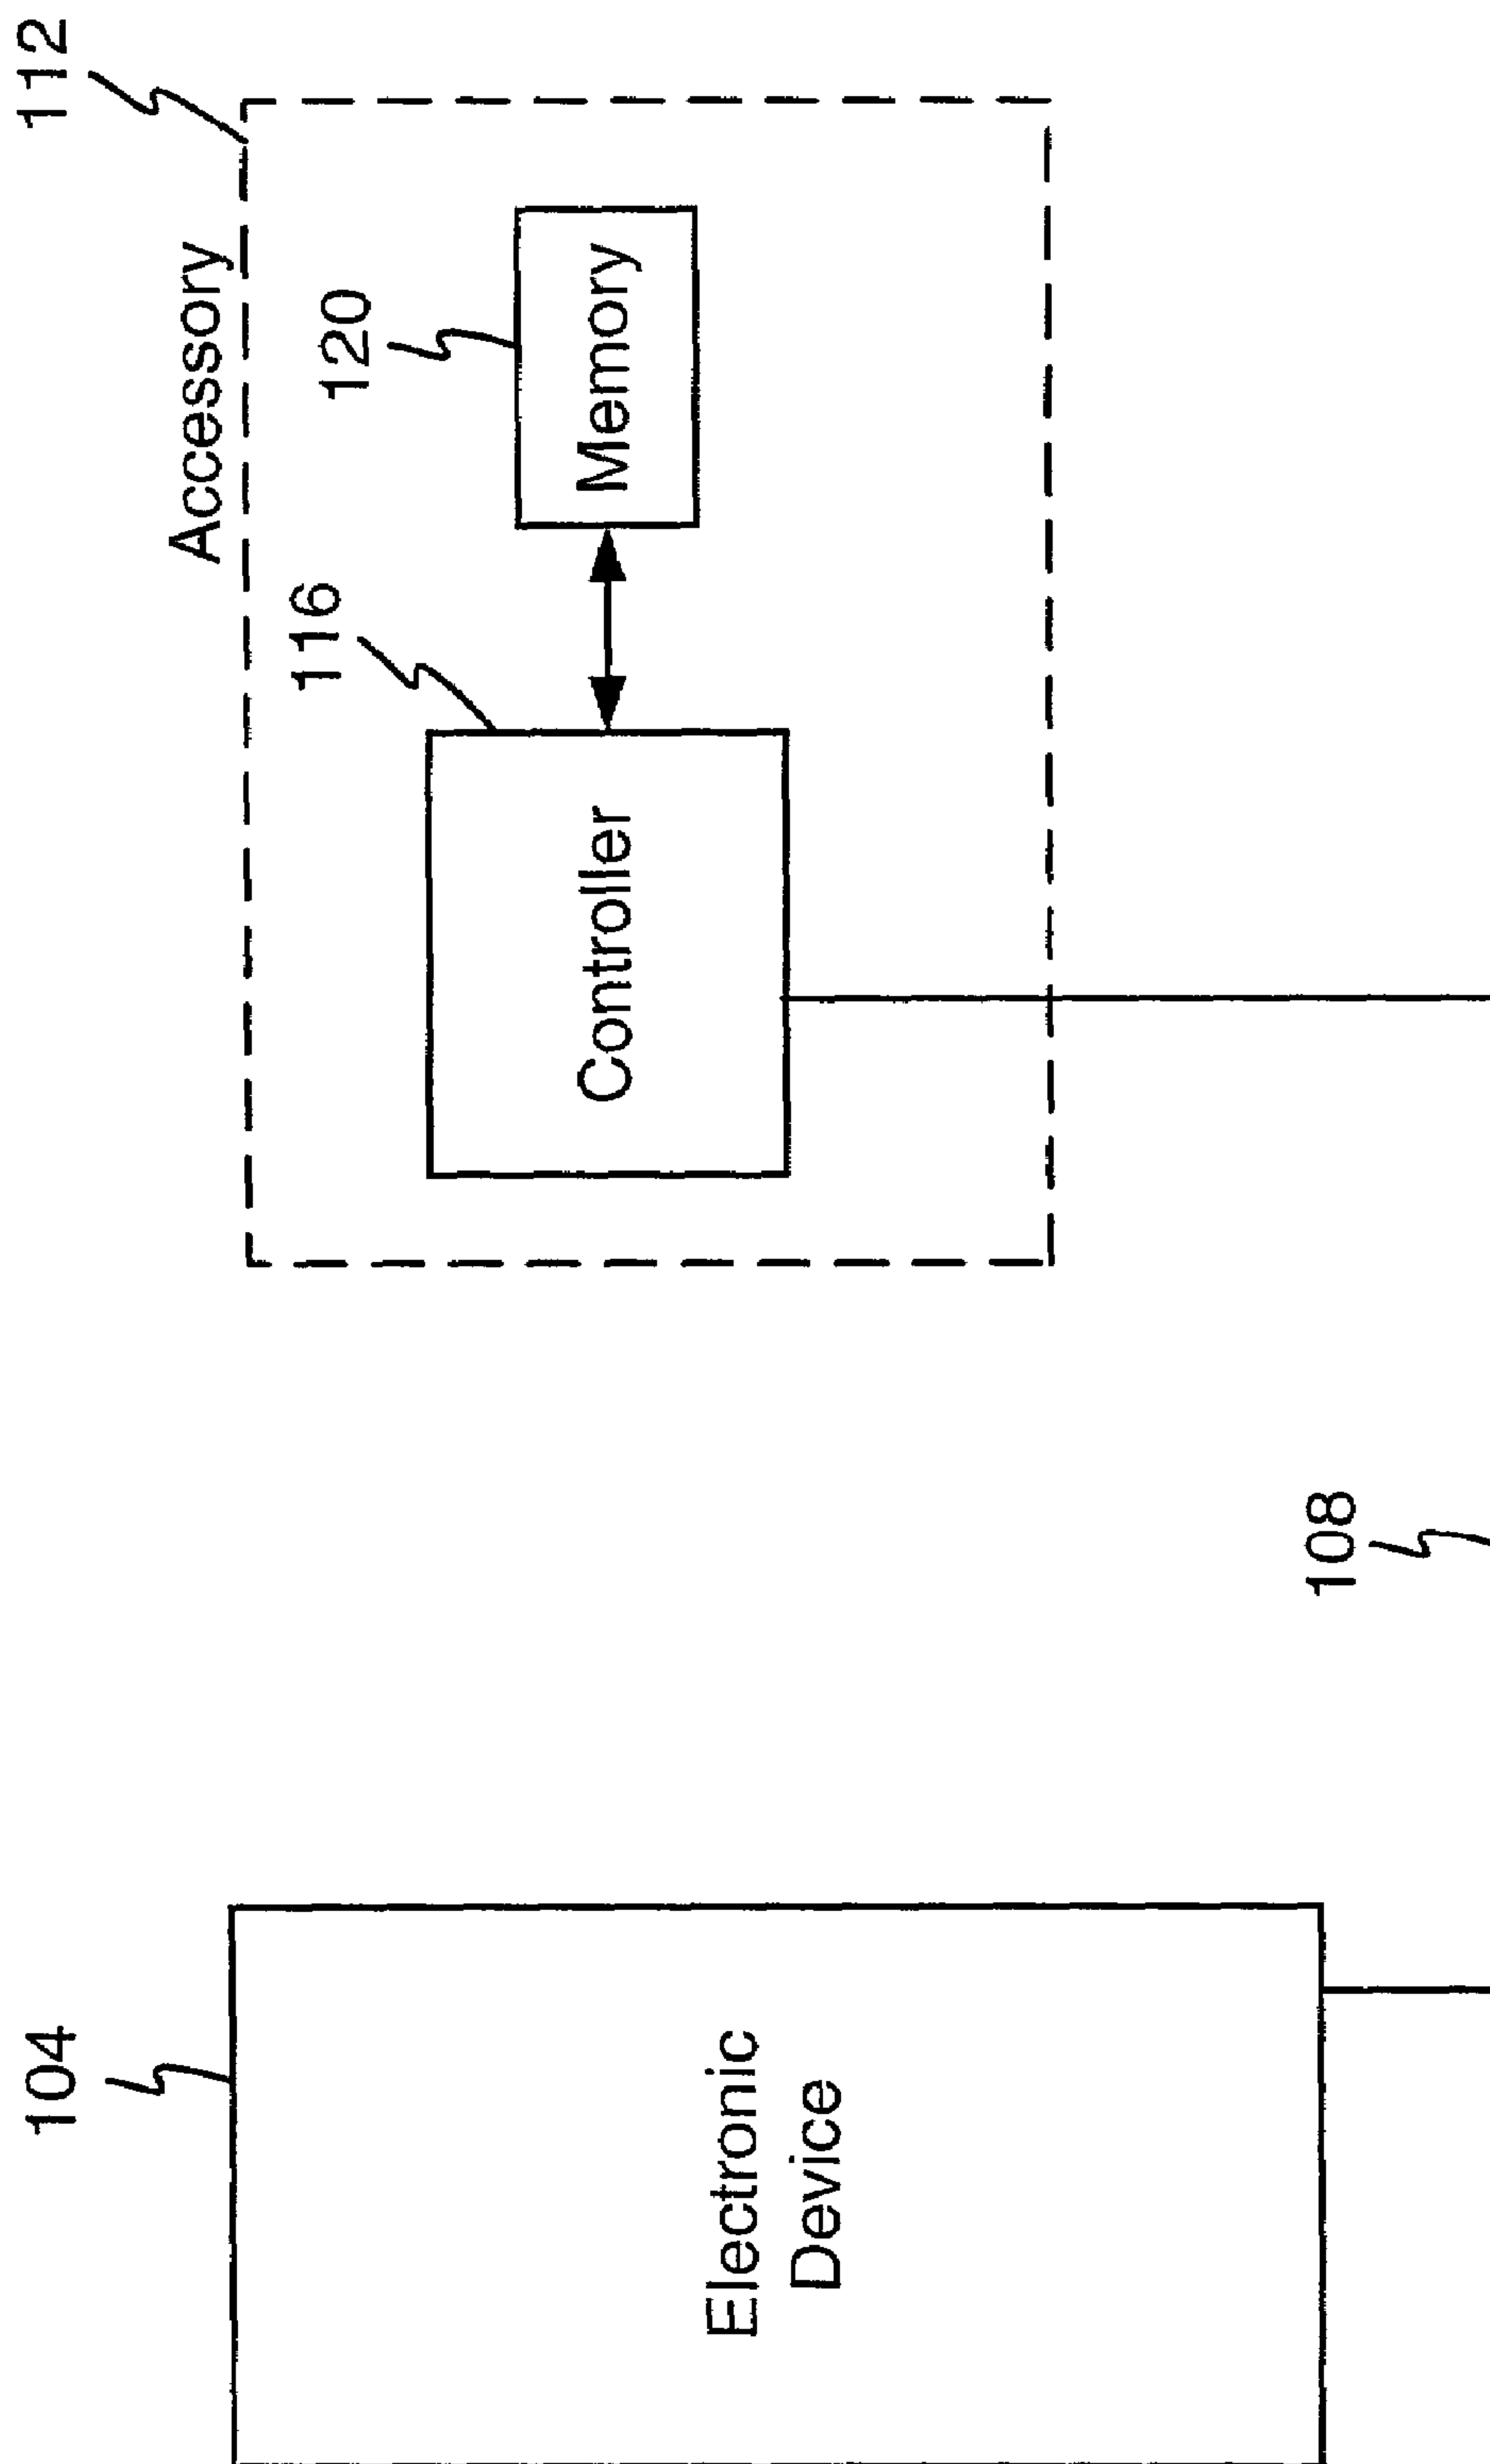 104
Electronic
Device
108
112
Accessory
116
Controller
120
Memory